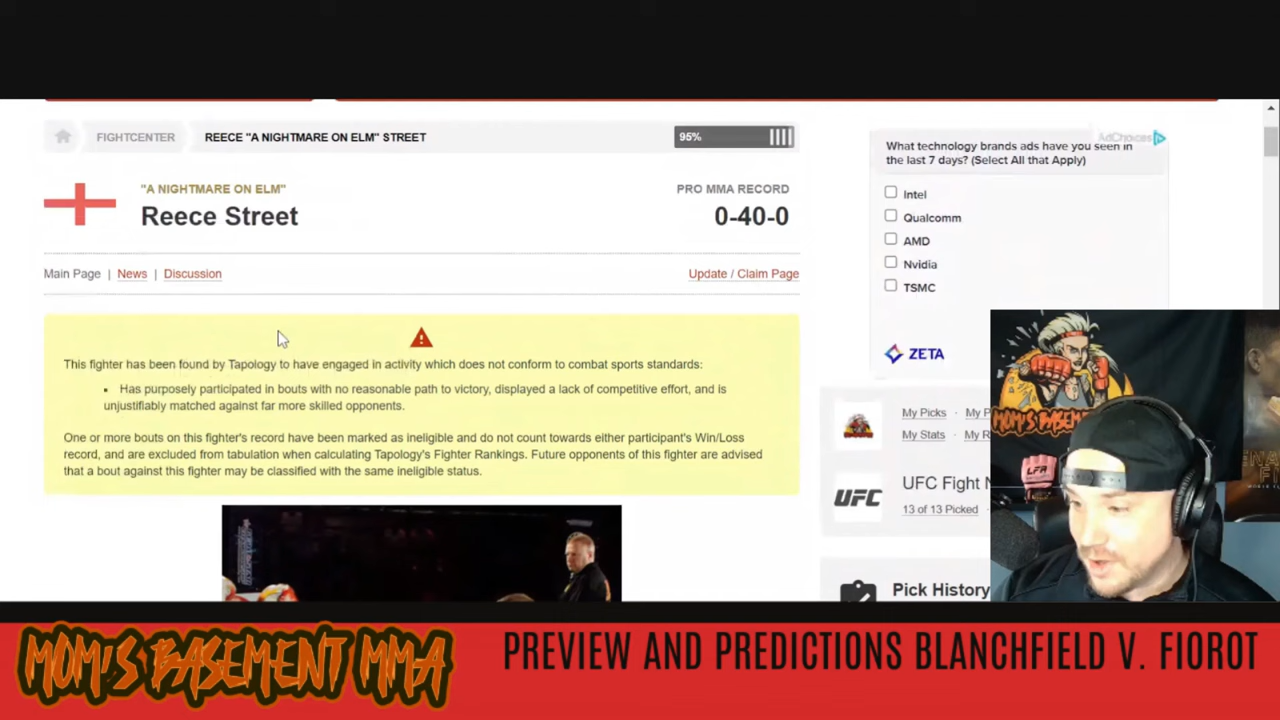 FIGHTCENTER
REECE "A NIGHTMARE ON ELM" STREET
95%
AdChoices
What technology brands ads have you seen in
the last 7 days? (Select All that Apply)
Intel
Qualcomm
AMD
Nvidia
TSMC
ZETA
"A NIGHTMARE ON ELM"
Reece Street
PRO MMA RECORD
0-40-0
Main Page | News | Discussion
Update / Claim Page
This fighter has been found by Tapology to have engaged in activity which does not conform to combat sports standards:
Has purposely participated in bouts with no reasonable path to victory, displayed a lack of competitive effort, and is
unjustifiably matched against far more skilled opponents.
One or more bouts on this fighter's record have been marked as ineligible and do not count towards either participant's Win/Loss
record, and are excluded from tabulation when calculating Tapology's Fighter Rankings. Future opponents of this fighter are advised
that a bout against this fighter may be classified with the same ineligible status.
My Picks · My P
My Stats · My R
UFC
UFC Fight N
13 of 13 Picked
Pick History
MOM'S BASEMENT
LFA
MOM'S BASEMENT MMA
PREVIEW AND PREDICTIONS BLANCHFIELD V. FIOROT